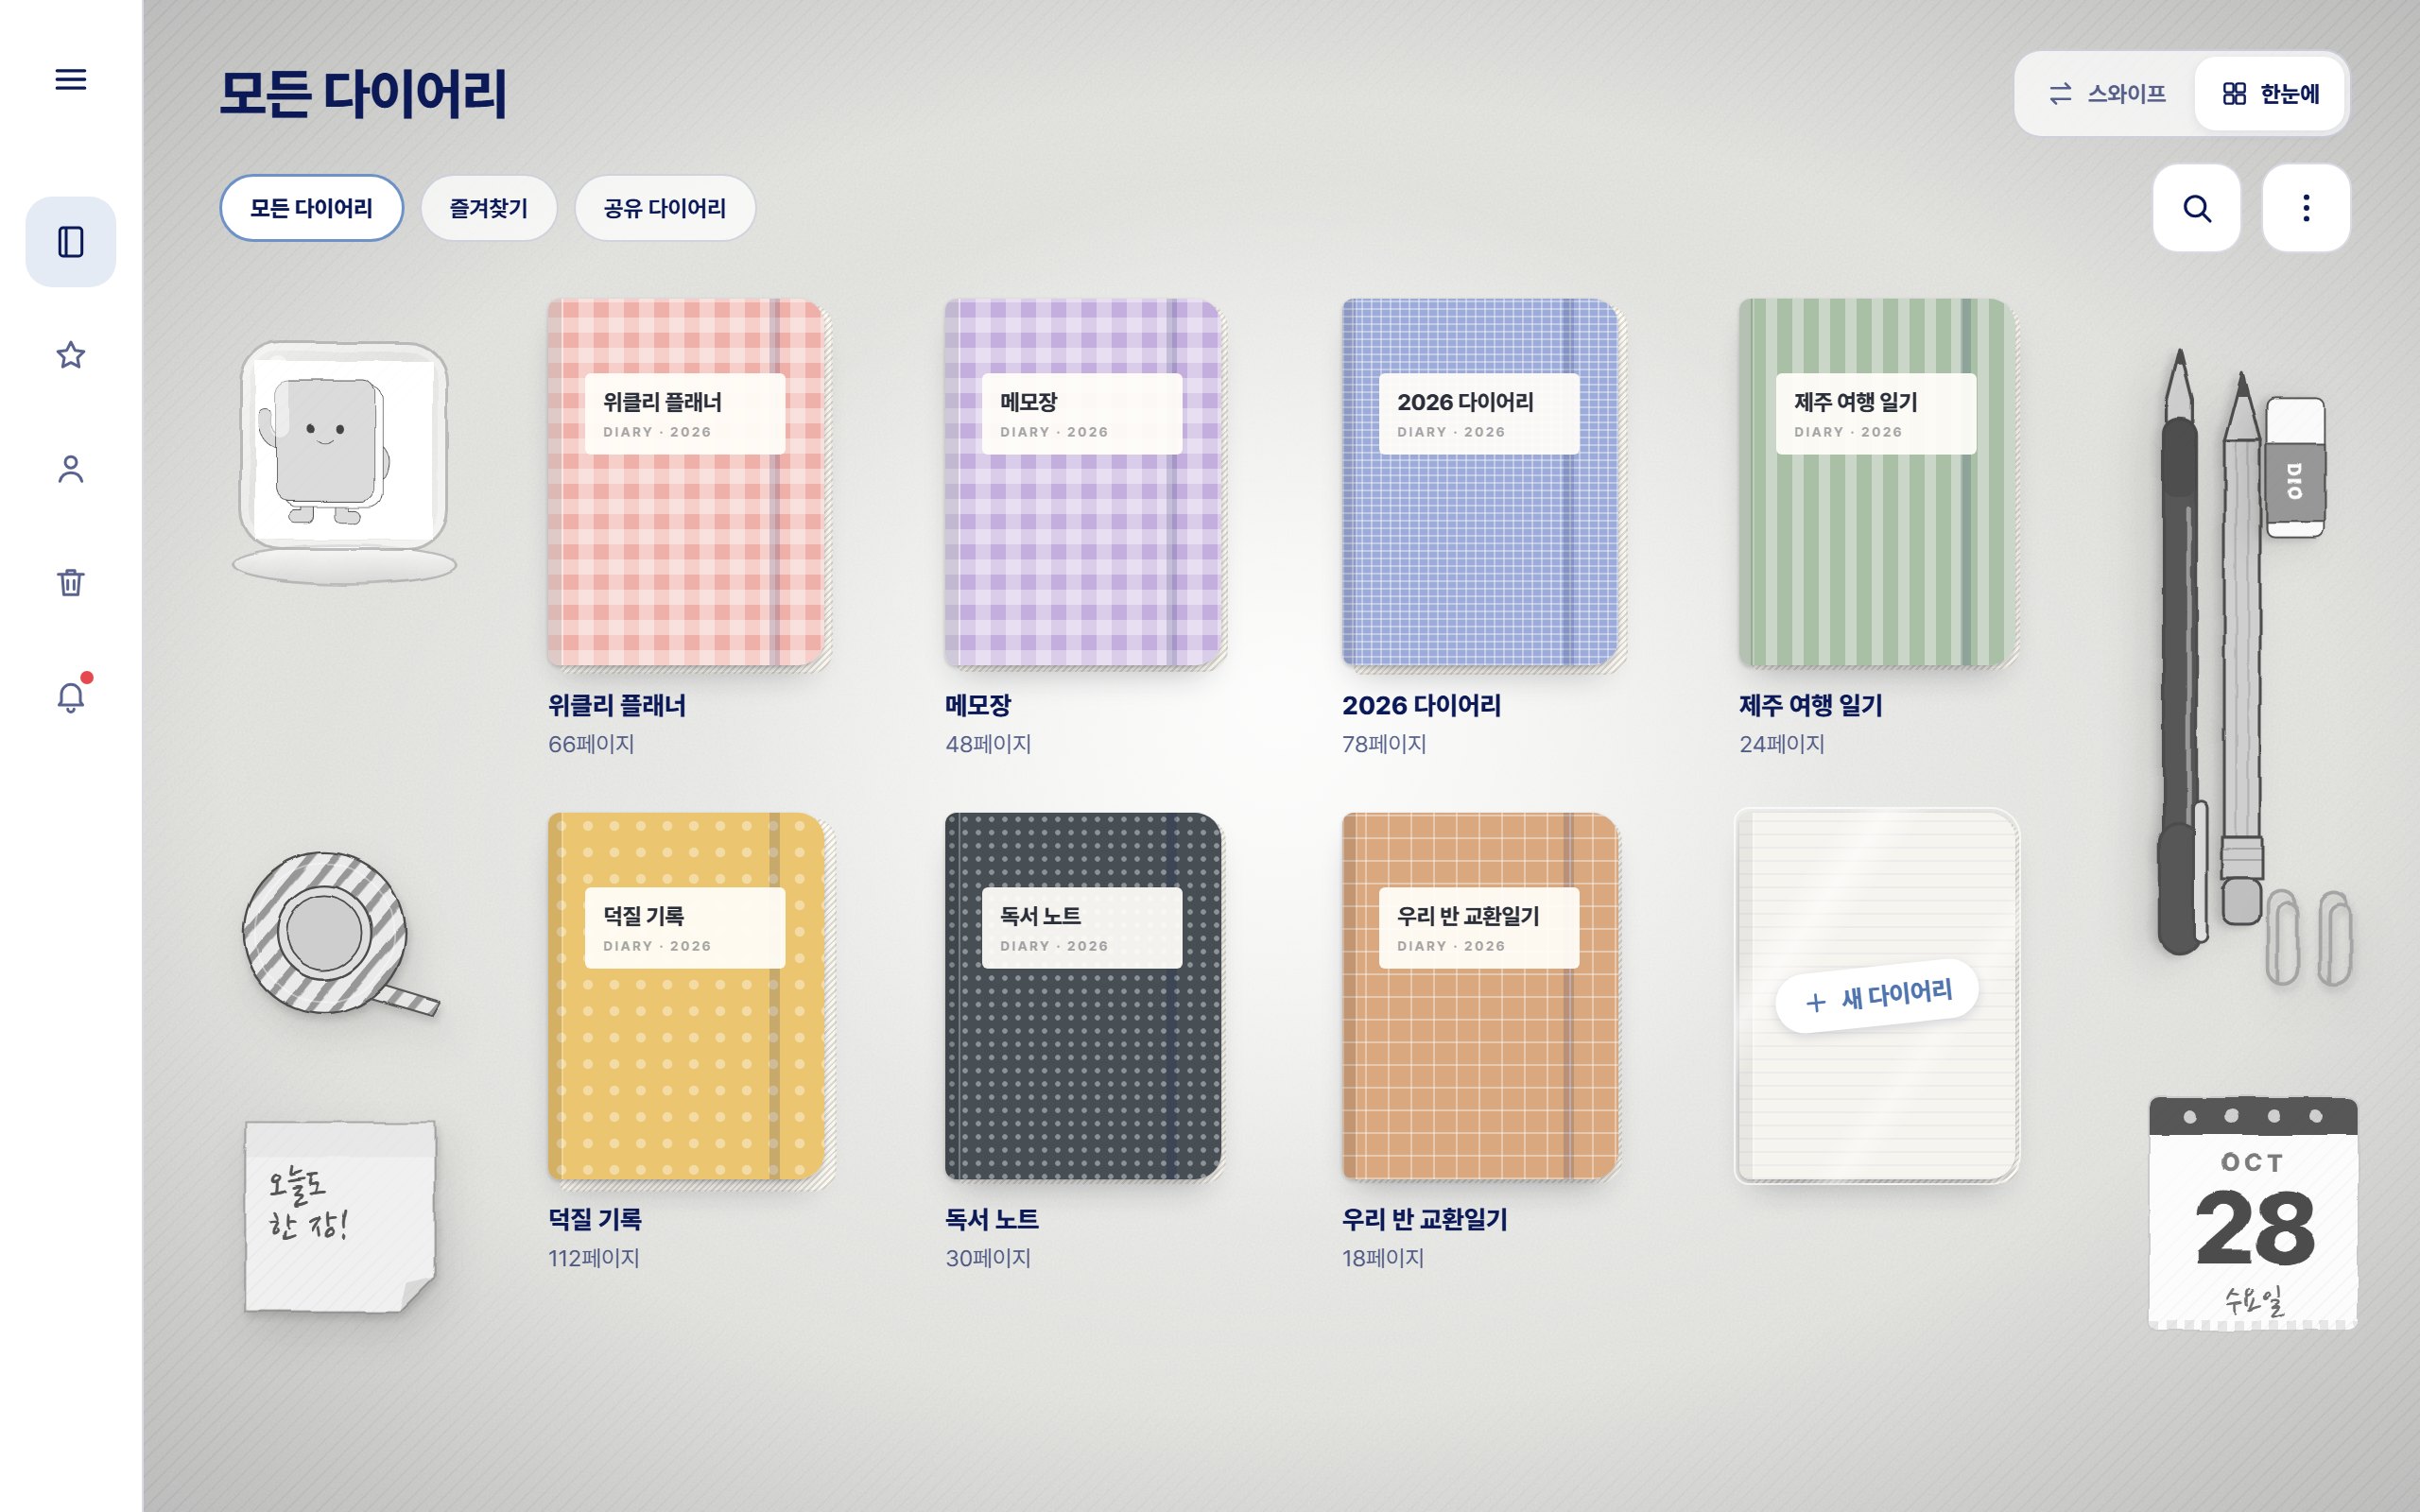 모든 다이어리
스와이프
한눈에
모든 다이어리
즐겨찾기
공유 다이어리
위클리 플래너
DIARY · 2026
메모장
DIARY · 2026
2026 다이어리
DIARY · 2026
제주 여행 일기
DIARY · 2026
DIO
위클리 플래너
66페이지
메모장
48페이지
2026 다이어리
78페이지
제주 여행 일기
24페이지
덕질 기록
DIARY · 2026
독서 노트
DIARY · 2026
우리 반 교환일기
DIARY · 2026
+ 새 다이어리
오늘도
한 장!
덕질 기록
112페이지
독서 노트
30페이지
우리 반 교환일기
18페이지
OCT
28
수요일